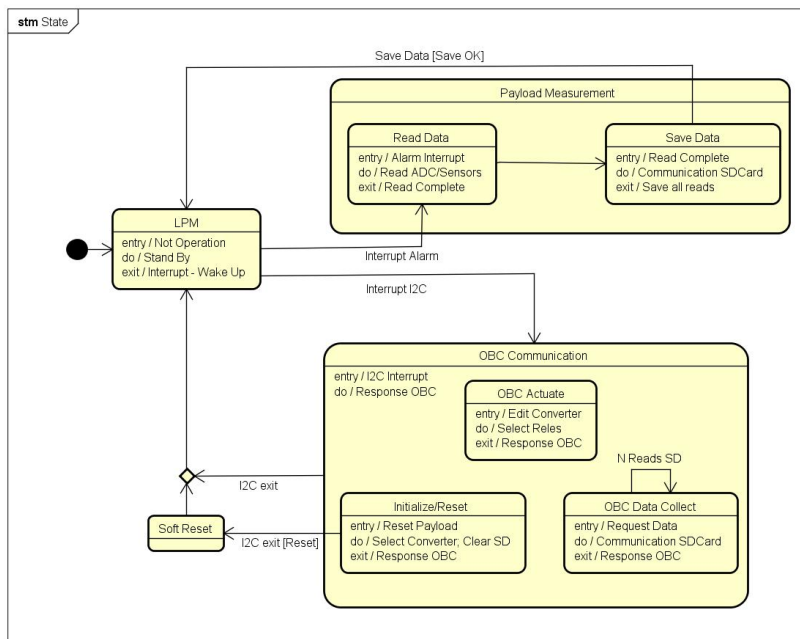 stm State
Save Data [Save OK]
Payload Measurement
Read Data
entry / Alarm Interrupt
do / Read ADC/Sensors
exit / Read Complete
Save Data
entry / Read Complete
do / Communication SDCard
exit / Save all reads
LPM
entry / Not Operation
do / Stand By
exit / Interrupt - Wake Up
Interrupt Alarm
Interrupt I2C
OBC Communication
entry / I2C Interrupt
do / Response OBC
OBC Actuate
entry / Edit Converter
do / Select Reles
exit / Response OBC
N Reads SD
I2C exit
Initialize/Reset
entry / Reset Payload
do / Select Converter; Clear SD
exit / Response OBC
OBC Data Collect
entry / Request Data
do / Communication SDCard
exit / Response OBC
Soft Reset
I2C exit [Reset]